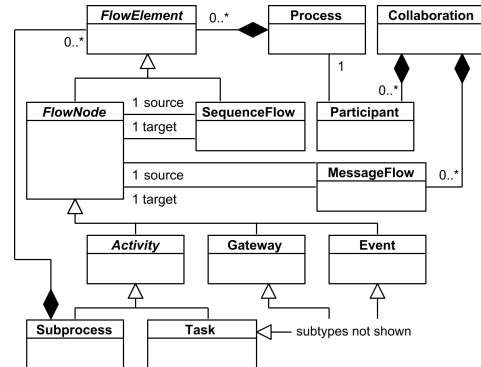 FlowElement
0..*
Process
Collaboration
0..*
1
0..*
FlowNode
1 source
SequenceFlow
Participant
1 target
1 source
MessageFlow
0..*
1 target
Activity
Gateway
Event
Subprocess
Task
subtypes not shown